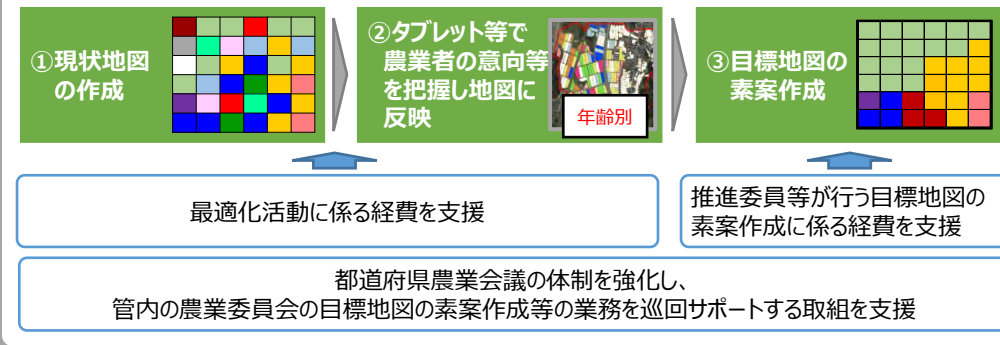 ①現状地図
の作成
②タブレット等で
農業者の意向等
を把握し地図に
反映
年齢別
③目標地図の
素案作成
最適化活動に係る経費を支援
推進委員等が行う目標地図の
素案作成に係る経費を支援
都道府県農業会議の体制を強化し、
管内の農業委員会の目標地図の素案作成等の業務を巡回サポートする取組を支援